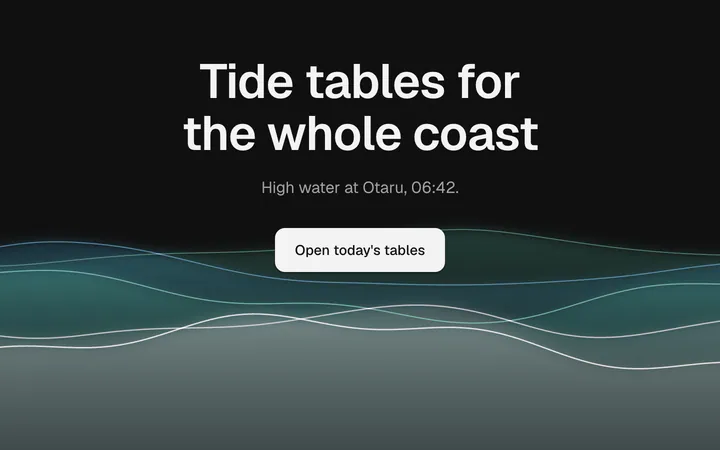 Tide tables for
the whole coast
High water at Otaru, 06:42.
Open today's tables